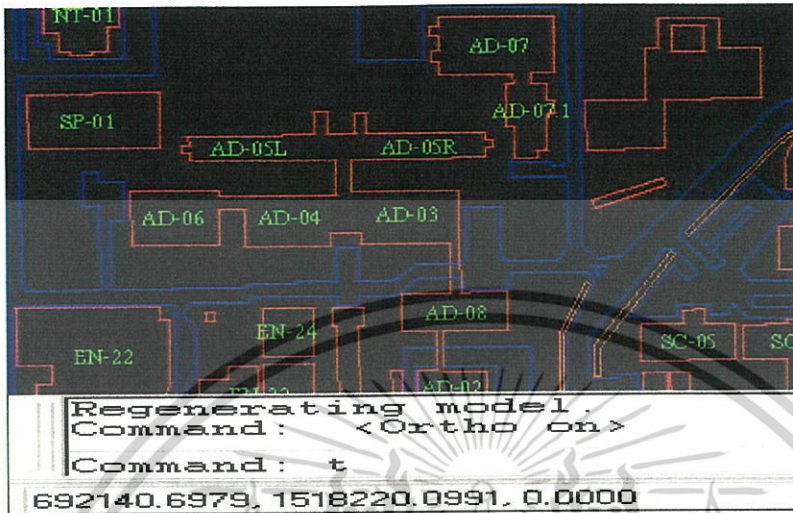 NT-01
AD-07
SP-01
AD-07.1
AD-05L
AD-05R
AD-06
AD-04
AD-03
AD-08
EN-24
SC-05
EN-22
AD-02
Regenerating model.
Command: <Ortho on>
Command: t
692140.6979, 1518220.0991, 0.0000